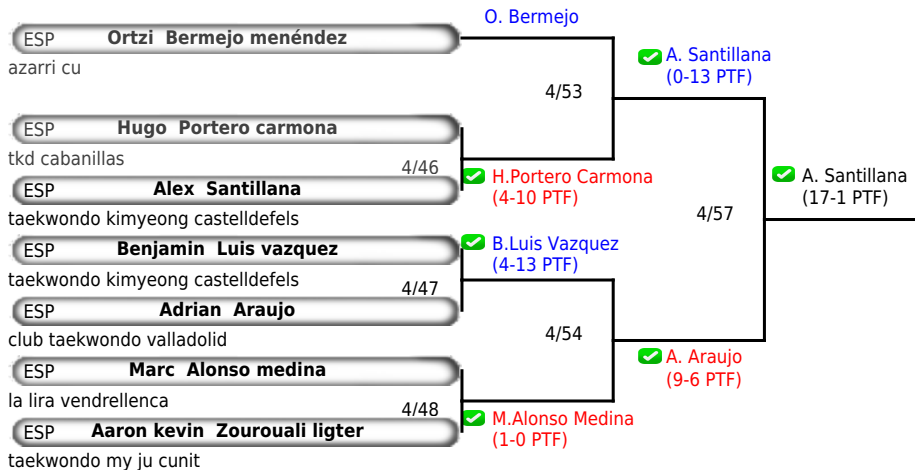 O. Bermejo
ESP Ortzi Bermejo menéndez
azarri cu
A. Santillana
(0-13 PTF)
4/53
ESP Hugo Portero carmona
tkd cabanillas
4/46
H.Portero Carmona
(4-10 PTF)
A. Santillana
(17-1 PTF)
ESP Alex Santillana
taekwondo kimyeong castelldefels
4/57
ESP Benjamin Luis vazquez
B.Luis Vazquez
(4-13 PTF)
taekwondo kimyeong castelldefels
4/47
ESP Adrian Araujo
club taekwondo valladolid
4/54
A. Araujo
(9-6 PTF)
ESP Marc Alonso medina
la lira vendrellenca
4/48
M.Alonso Medina
(1-0 PTF)
ESP Aaron kevin Zourouali ligter
taekwondo my ju cunit